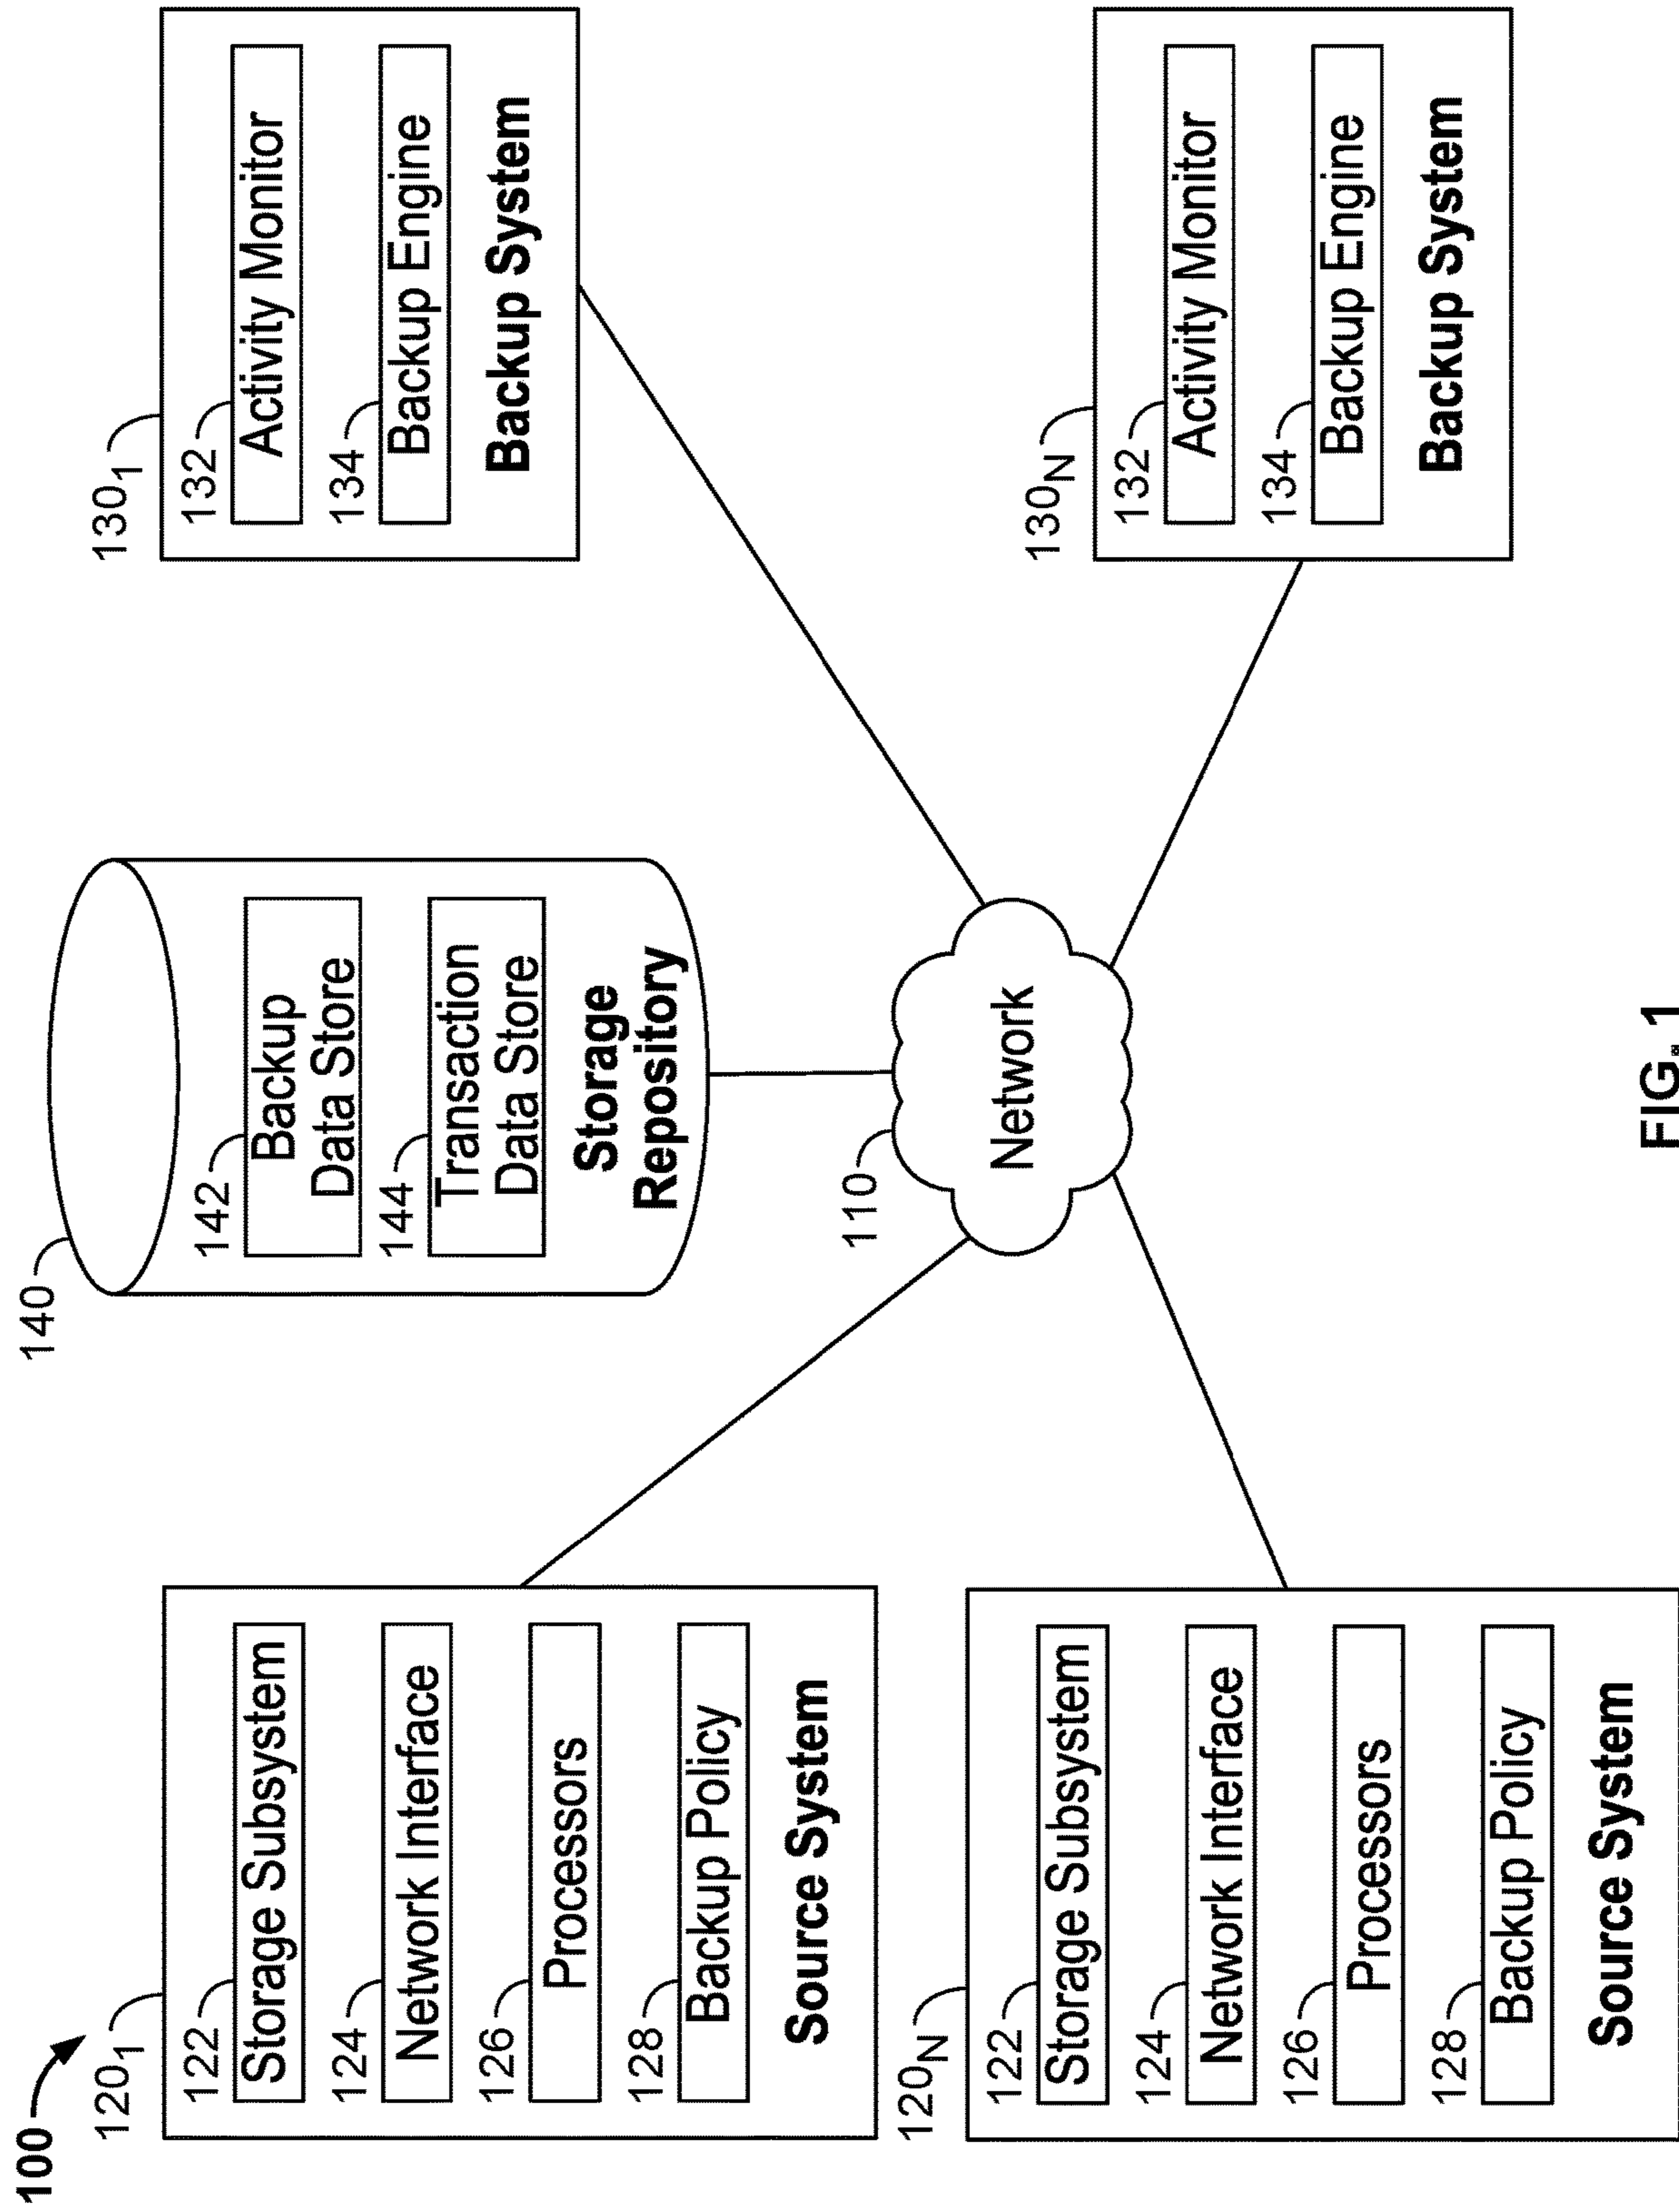 100
120₁
122
Storage Subsystem
124
Network Interface
126
Processors
128
Backup Policy
Source System
120N
122
Storage Subsystem
124
Network Interface
126
Processors
128
Backup Policy
Source System
140
142
Backup
Data Store
144
Transaction
Data Store
Storage
Repository
110
Network
130₁
132
Activity Monitor
134
Backup Engine
Backup System
130N
132
Activity Monitor
134
Backup Engine
Backup System
FIG. 1